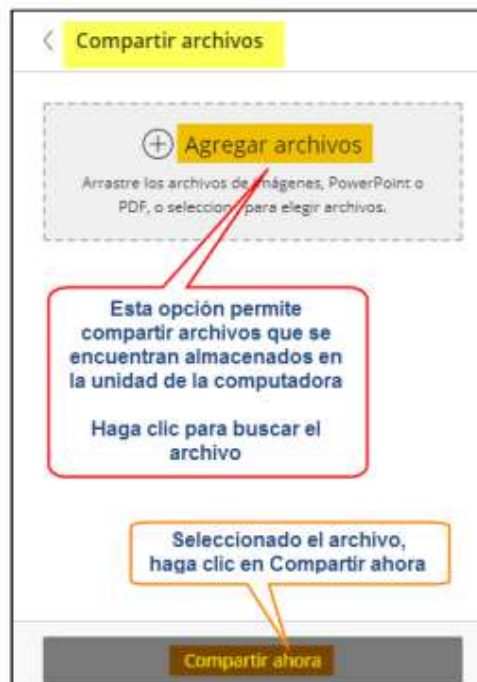 Compartir archivos
Agregar archivos
Arrastre los archivos de imágenes, PowerPoint o
PDF, o seleccione para elegir archivos.
Esta opción permite
compartir archivos que se
encuentran almacenados en
la unidad de la computadora
Haga clic para buscar el
archivo
Seleccionado el archivo,
haga clic en Compartir ahora
Compartir ahora